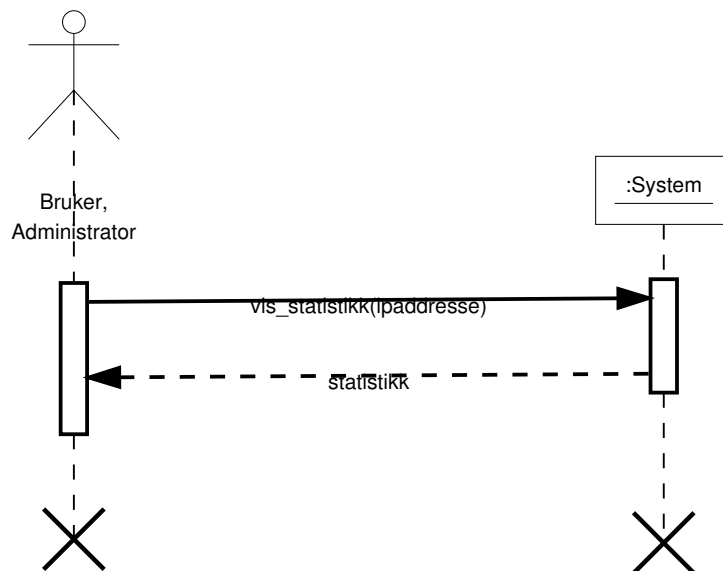 Bruker,
Administrator
:System
vis_statistikk(ipaddresse)
statistikk